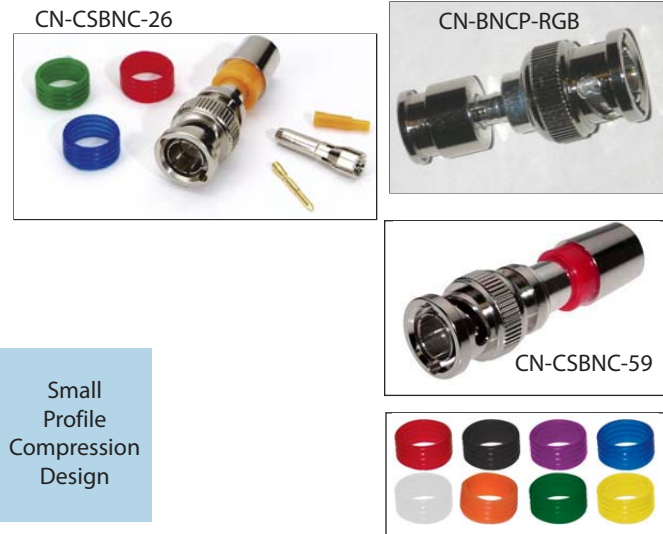 CN-CSBNC-26
CN-BNCP-RGB
CN-CSBNC-59
Small
Profile
Compression
Design